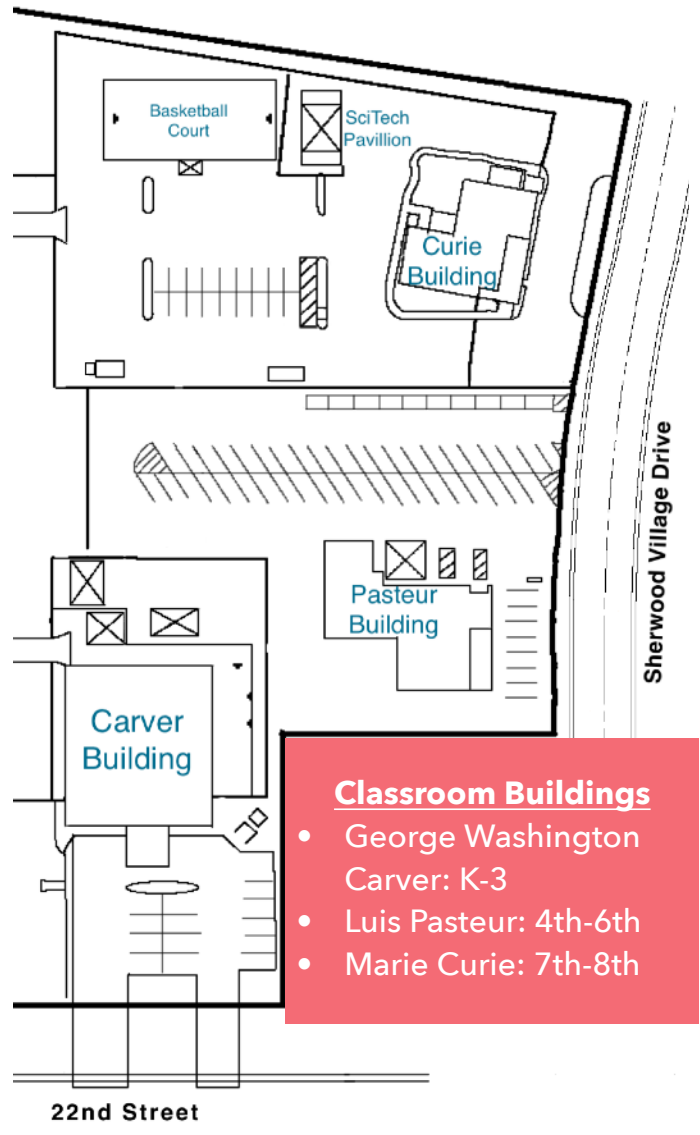 Basketball
Court
SciTech
Pavillion
Curie
Building
Sherwood Village Drive
Pasteur
Building
Carver
Building
Classroom Buildings
• George Washington
Carver: K-3
• Luis Pasteur: 4th-6th
• Marie Curie: 7th-8th
22nd Street